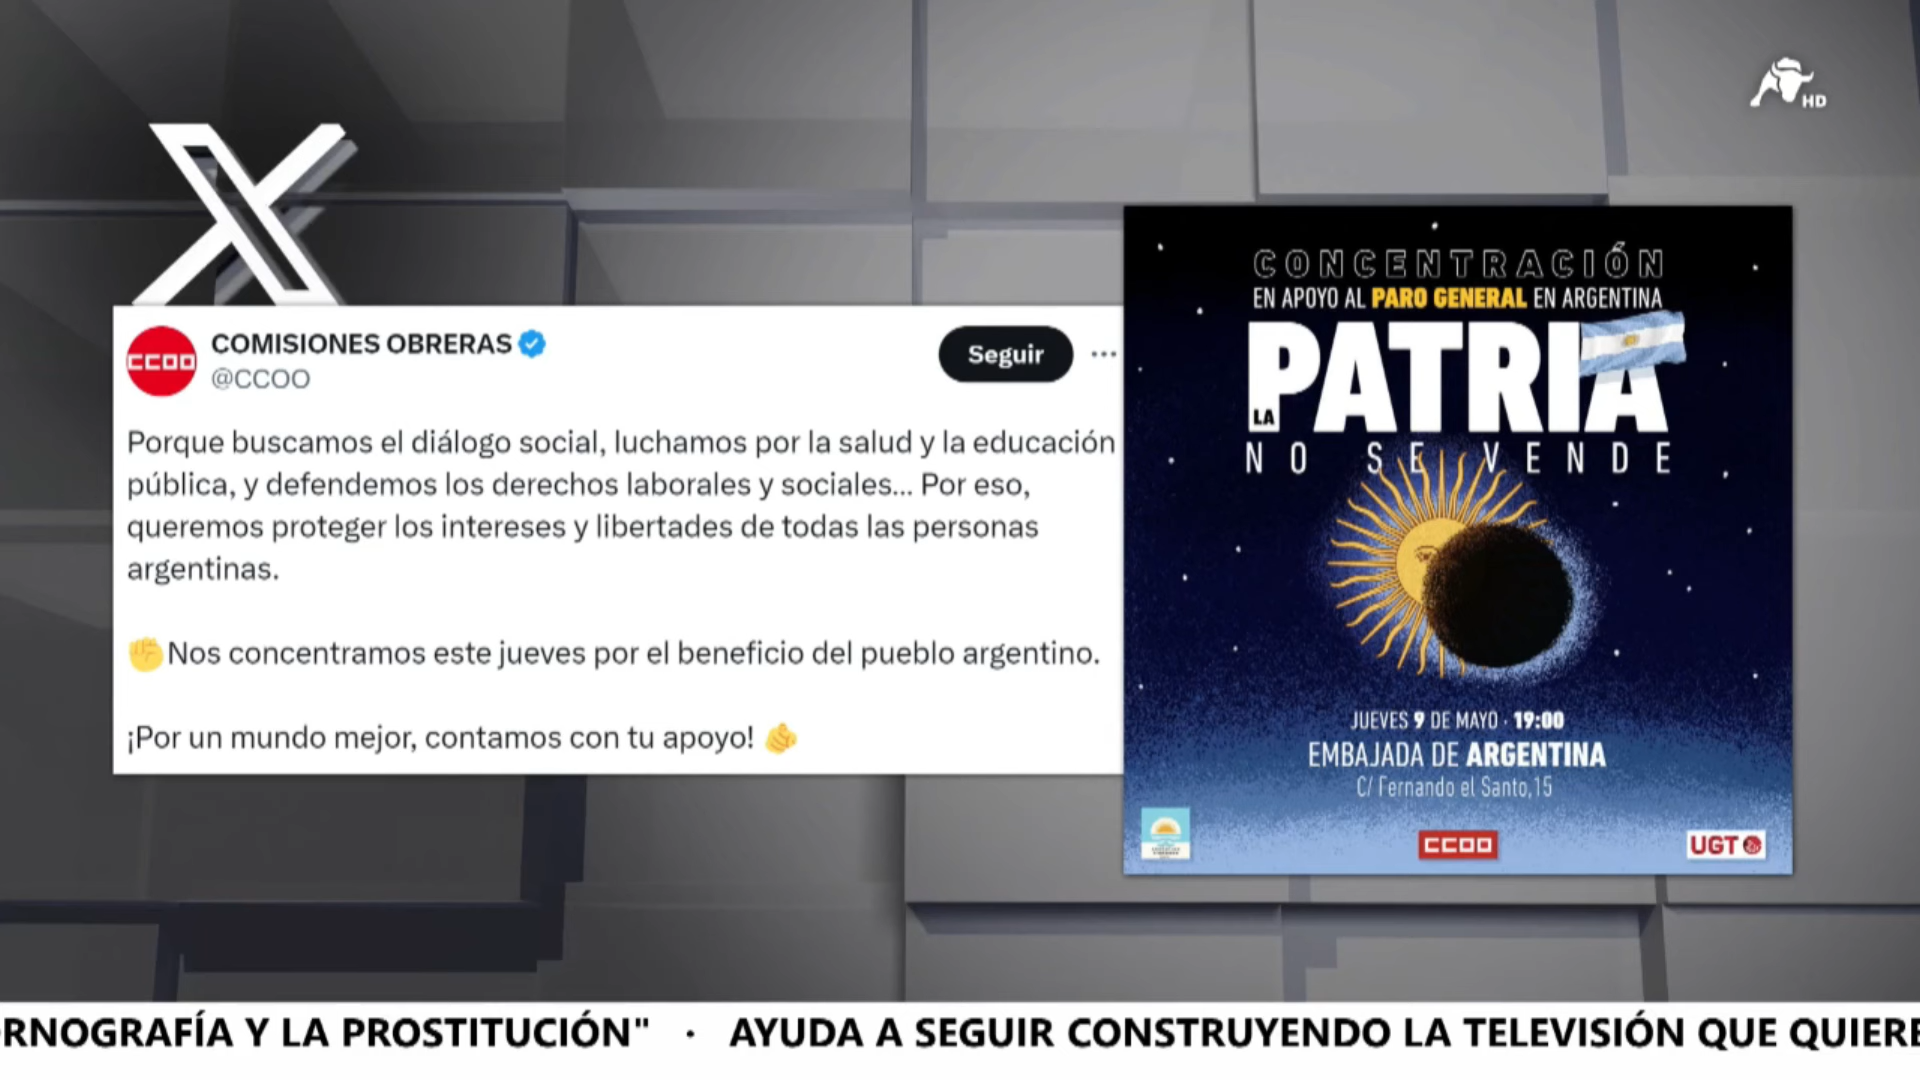 HD
COMISIONES OBRERAS
@CCOO
CCOO
Seguir
Porque buscamos el diálogo social, luchamos por la salud y la educación
pública, y defendemos los derechos laborales y sociales... Por eso,
queremos proteger los intereses y libertades de todas las personas
argentinas.
✊Nos concentramos este jueves por el beneficio del pueblo argentino.
¡Por un mundo mejor, contamos con tu apoyo! 🫵
CONCENTRACIÓN
EN APOYO AL PARO GENERAL EN ARGENTINA
LA PATRIA
NO SE VENDE
JUEVES 9 DE MAYO · 19:00
EMBAJADA DE ARGENTINA
C/ Fernando el Santo, 15
CCOO
UGT
ORNOGRAFÍA Y LA PROSTITUCIÓN" · AYUDA A SEGUIR CONSTRUYENDO LA TELEVISIÓN QUE QUIERE